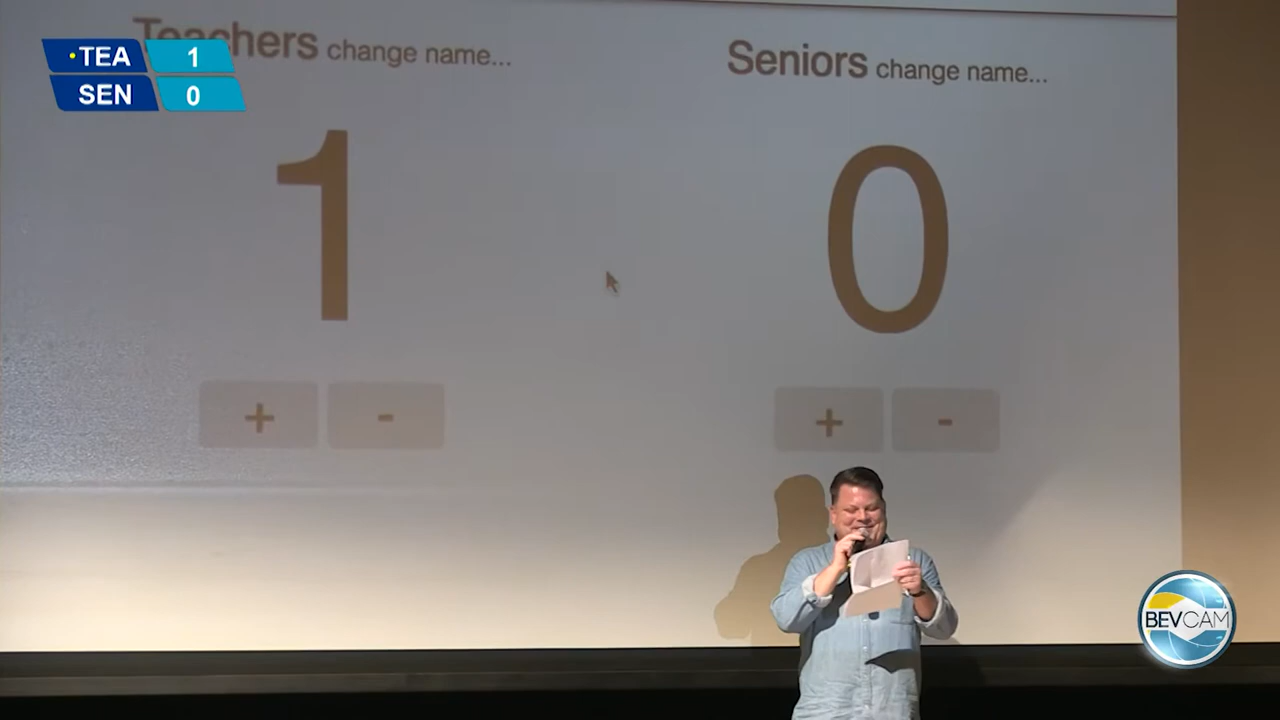 Teachers change name...
Seniors change name...
TEA 1
SEN 0
1
0
+ -
+ -
BEVCAM